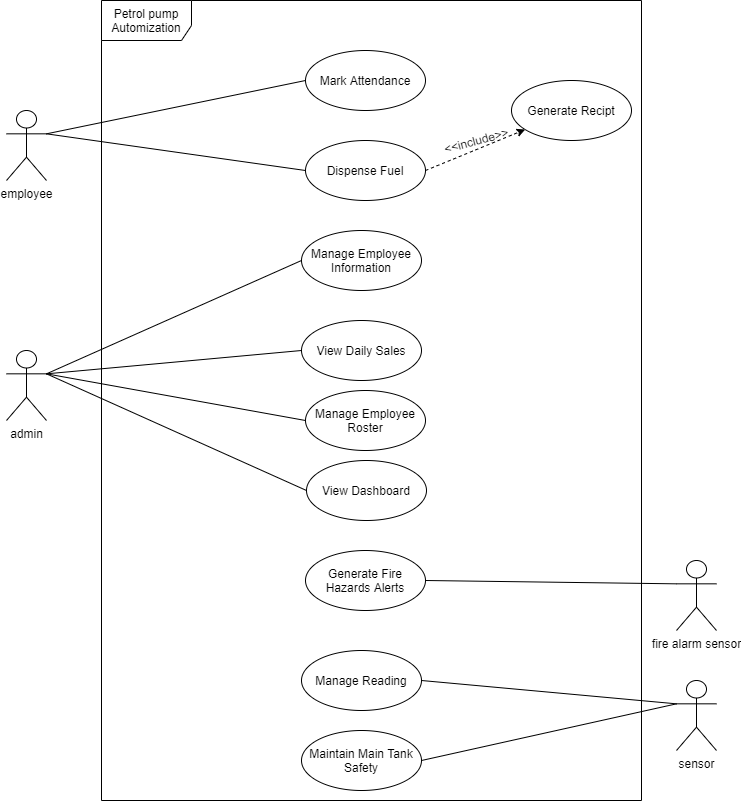 Petrol pump
Automization
Mark Attendance
Generate Recipt
<<include>>
Dispense Fuel
employee
Manage Employee
Information
View Daily Sales
Manage Employee
Roster
admin
View Dashboard
Generate Fire
Hazards Alerts
fire alarm sensor
Manage Reading
Maintain Main Tank
Safety
sensor